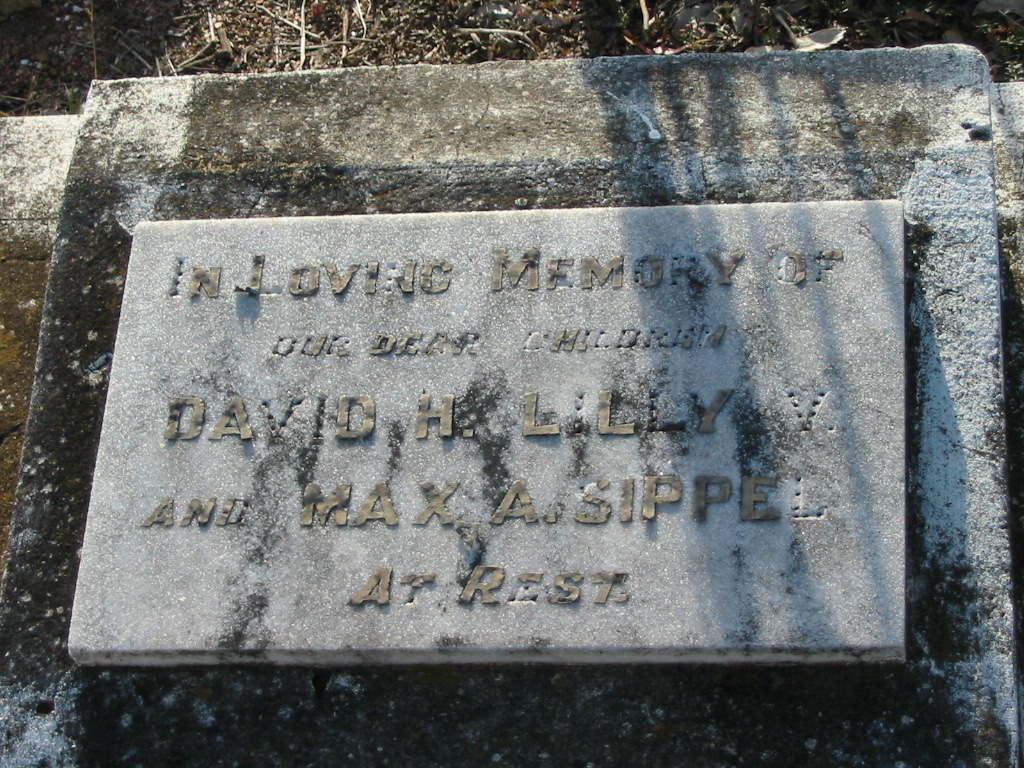 IN LOVING MEMORY OF
OUR DEAR CHILDREN
DAVID H. LILLY V.
AND MAX A. SIPPEL
AT REST.